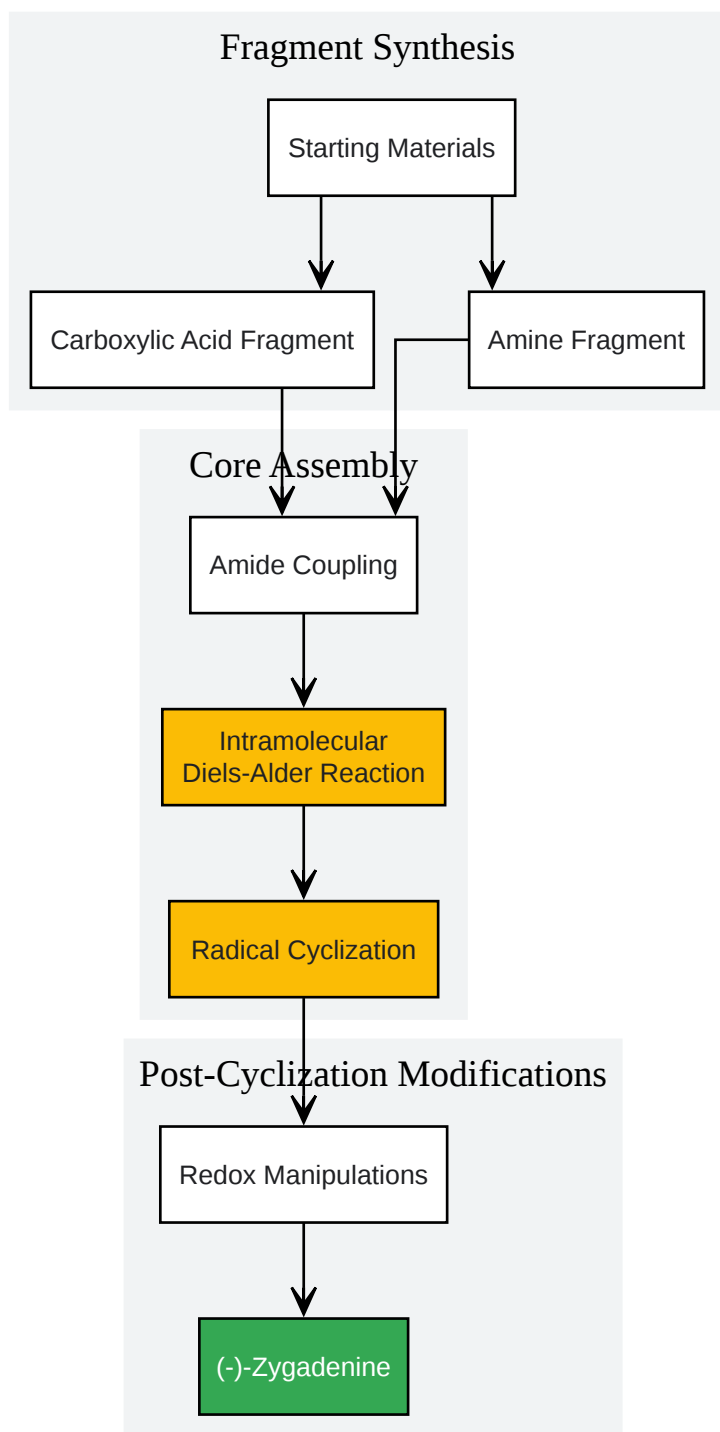 Fragment Synthesis
Starting Materials
Carboxylic Acid Fragment
Amine Fragment
Core Assembly
Amide Coupling
Intramolecular
Diels-Alder Reaction
Radical Cyclization
Post-Cyclization Modifications
Redox Manipulations
(-)-Zygadenine